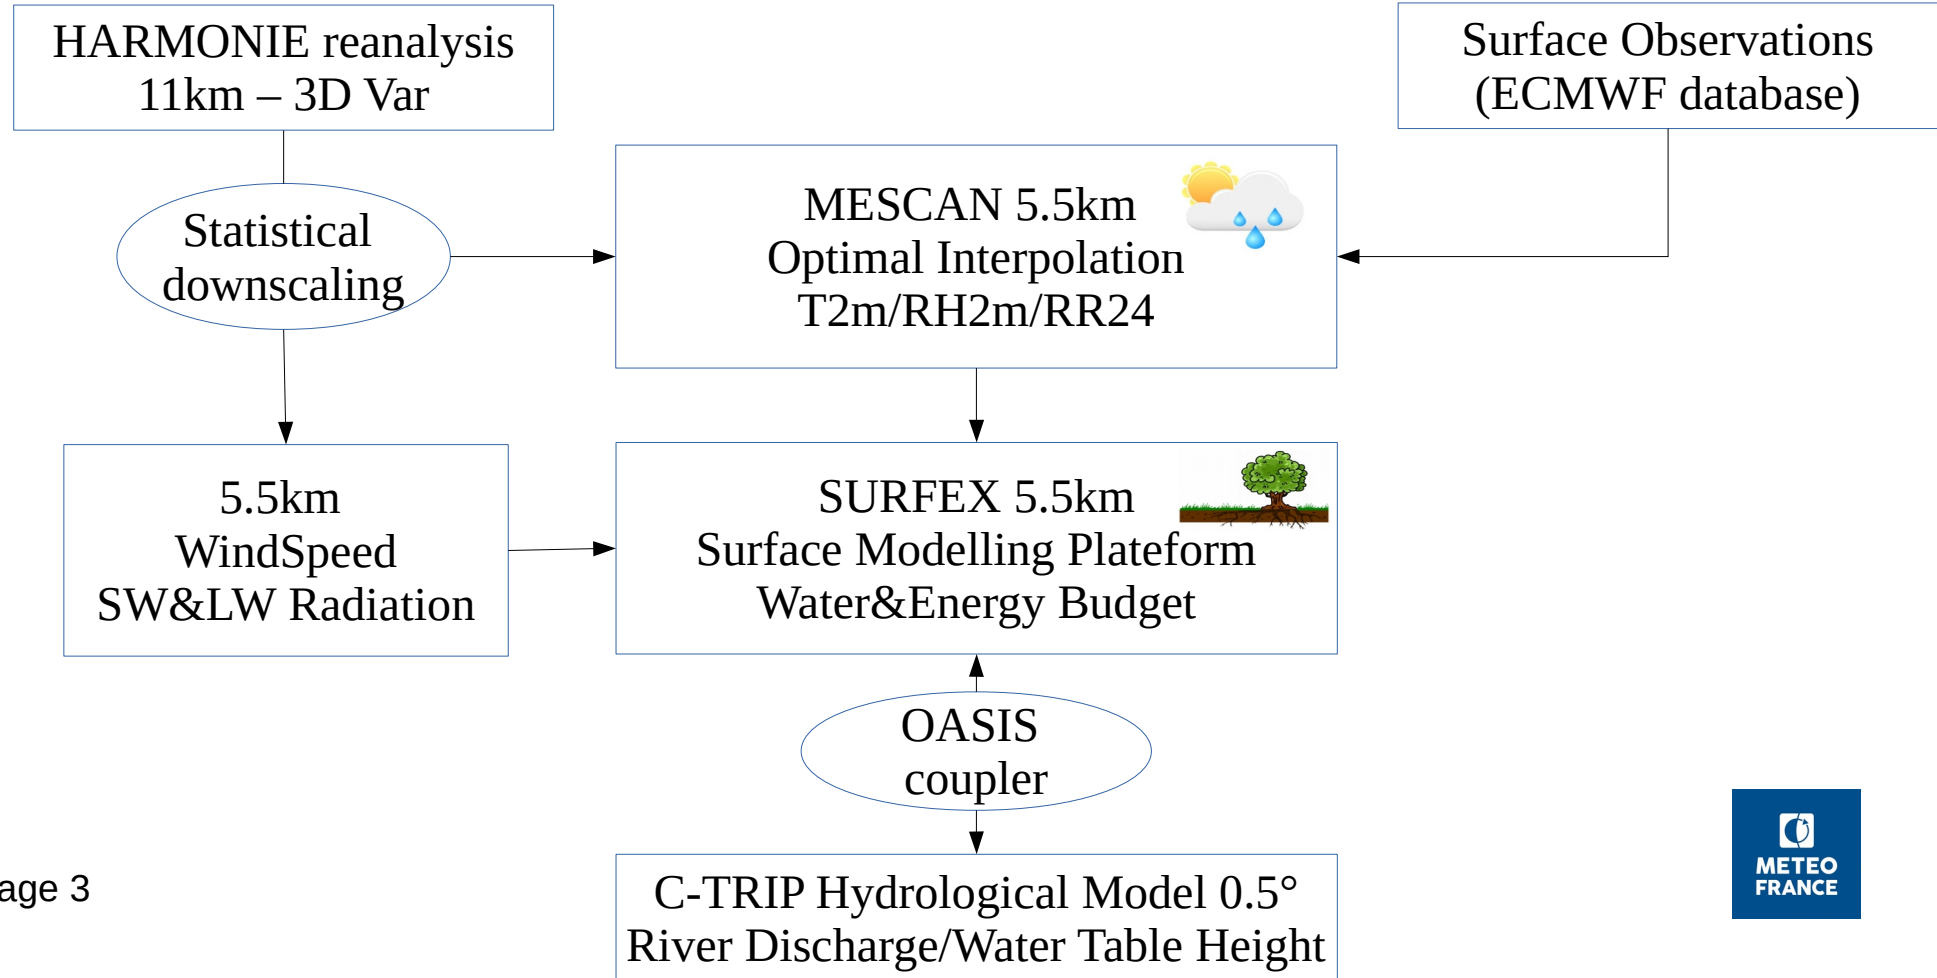 HARMONIE reanalysis
11km – 3D Var
Surface Observations
(ECMWF database)
Statistical
downscaling
MESCAN 5.5km
Optimal Interpolation
T2m/RH2m/RR24
5.5km
WindSpeed
SW&LW Radiation
SURFEX 5.5km
Surface Modelling Plateform
Water&Energy Budget
OASIS
coupler
C-TRIP Hydrological Model 0.5°
River Discharge/Water Table Height
age 3
METEO
FRANCE